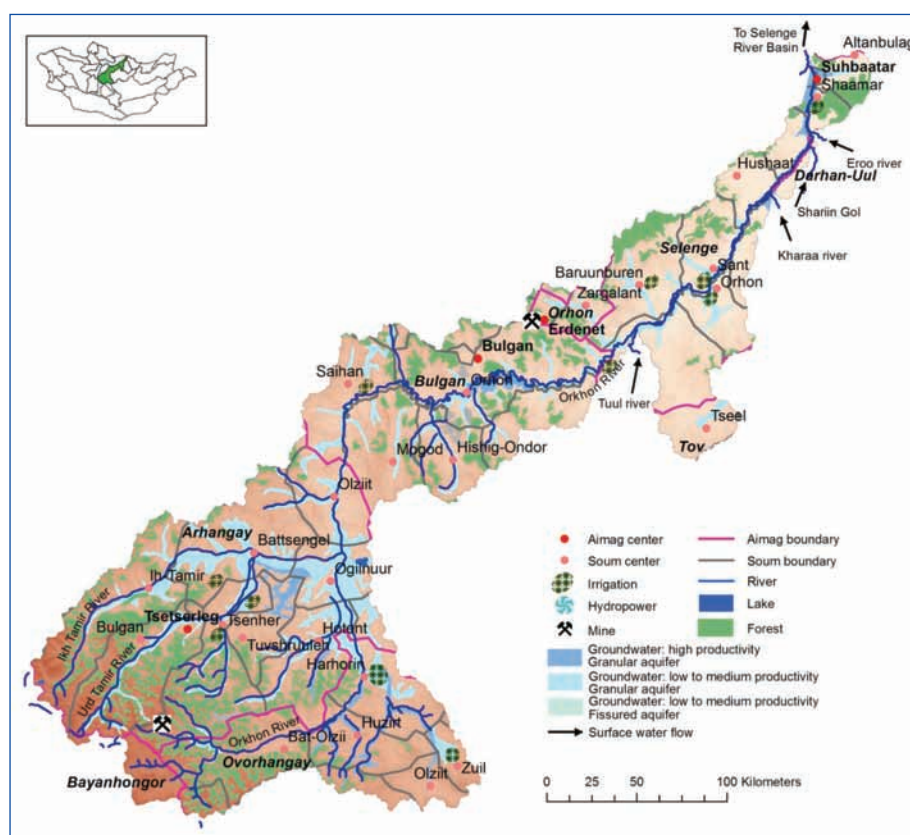 To Selenge
River Basin
Altanbulag
Suhbaatar
Shaamar
Eroo river
Hushaat
Darhan-Uul
Shariin Gol
Kharaa river
Selenge
Sant
Orhon
Baruunburen
Zargalant
Orhon
Erdenet
Bulgan
Saihan
Bulgan
Orhon
Orkhon River
Tuul river
Tseel
Tov
Mogod
Hishig-Ondor
Olziit
Arhangay
Battsengel
Ih-Tamir
Ogiinuur
Ikh Tamir River
Tsetserleg
Tsenher
Bulgan
Urd Tamir River
Tuvshruuleh
Hotont
Harhorin
Orkhon River
Bat-Olzii
Huzirt
Ovorhangay
Bayanhongor
Zuil
Olziit
Aimag center
Soum center
Irrigation
Hydropower
Mine
Aimag boundary
Soum boundary
River
Lake
Forest
Groundwater: high productivity
Granular aquifer
Groundwater: low to medium productivity
Granular aquifer
Groundwater: low to medium productivity
Fissured aquifer
Surface water flow
0 50 100 Kilometers